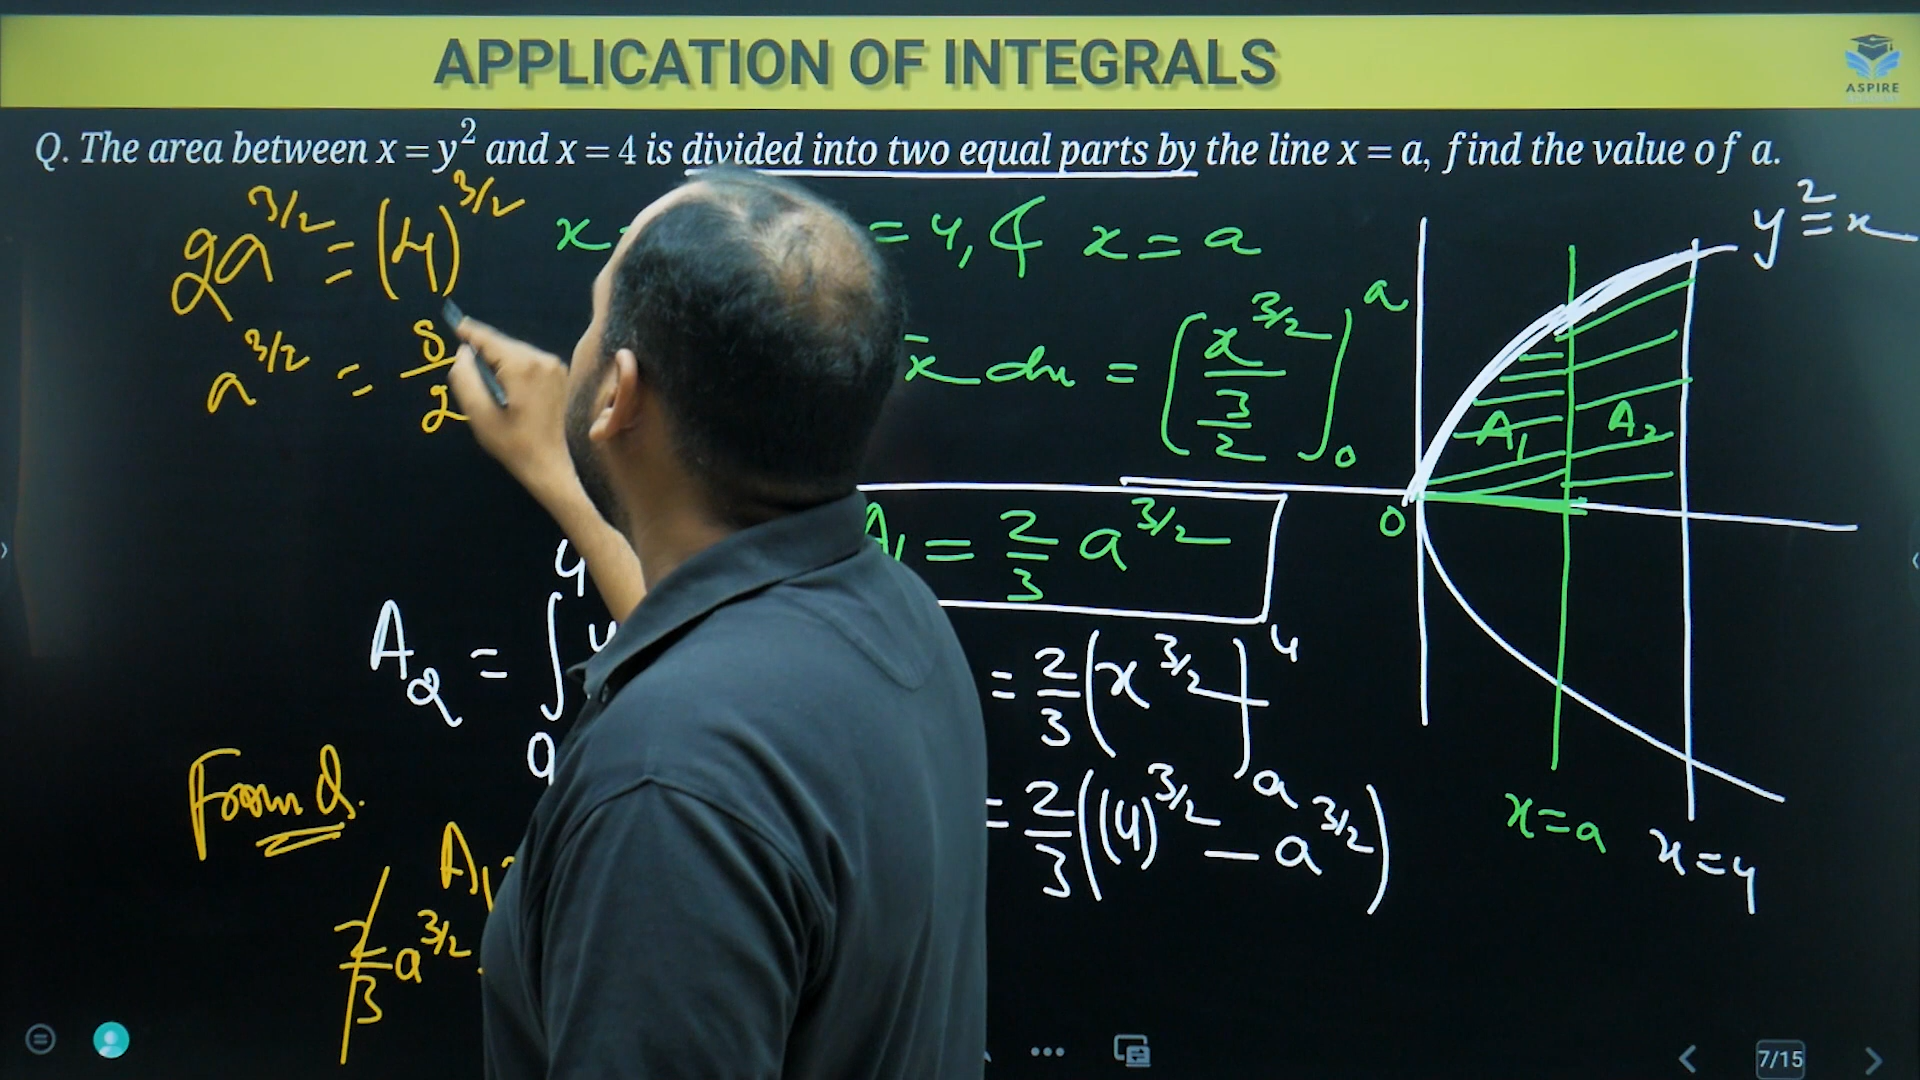 APPLICATION OF INTEGRALS
ASPIRE
Q. The area between x = y² and x = 4 is divided into two equal parts by the line x = a, find the value of a.
2a^3/2 = (4)^3/2
a^3/2 = 8/2
x = 4, & x = a
x dx = [x^3/2 / 3/2]₀^a
A₁ = 2/3 a^3/2
A₂ = ∫
= 2/3 (x^3/2)ₐ^4
= 2/3 ((4)^3/2 - a^3/2)
From Q.
A₁
2/3 a^3/2
y² = x
A₁ A₂
0
x = a
x = 4
7/15